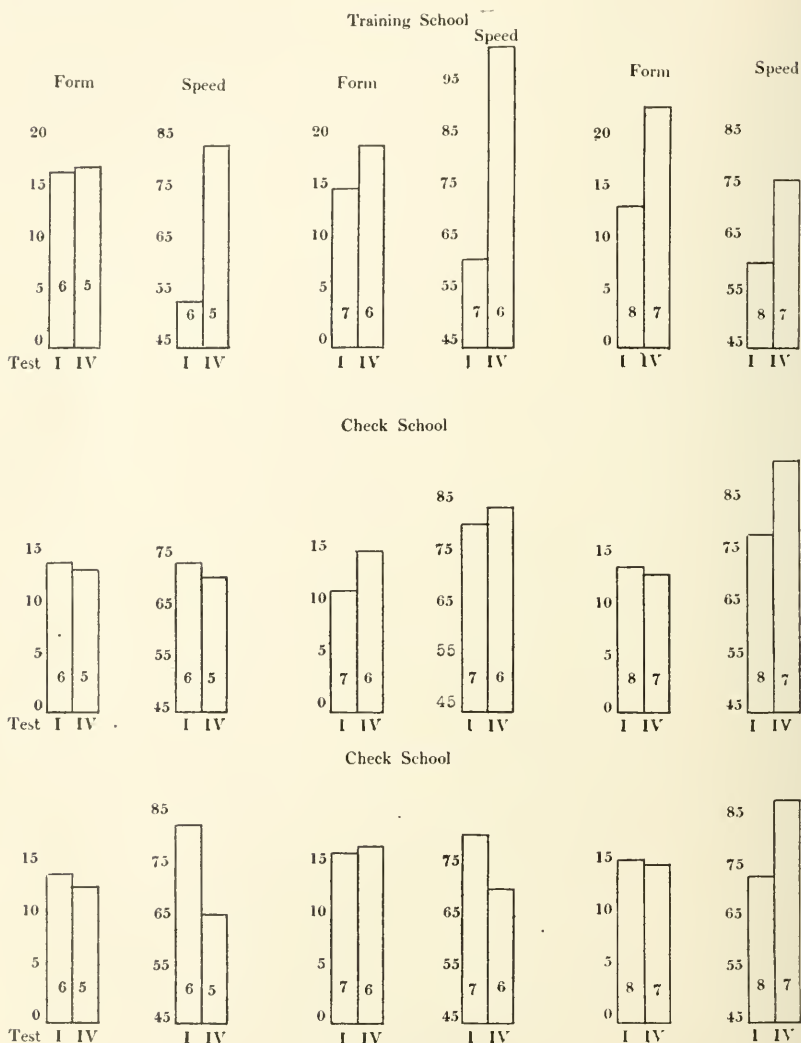 Training School
Form Speed Form Speed Form Speed
95
20 85 20 85 20 85
15 75 15 75 15 75
10 65 10 65 10 65
5 6 5 55 5 55 5 55
6 5 7 6 7 6 8 7 8 7
0 45 0 45 0 45
Test I IV I IV I IV I IV I IV I IV
Check School
85 85
15 75 15 75 15 75
10 65 10 65 10 65
5 55 5 55 5 55
6 5 6 5 7 6 7 6 8 7 8 7
0 45 0 45 0 45
Test I IV I IV I IV I IV I IV I IV
Check School
85 85
15 75 15 75 15 75
10 65 10 65 10 65
5 55 5 55 5 55
6 5 6 5 7 6 7 6 8 7 8 7
0 45 0 45 0 45
Test I IV I IV I IV I IV I IV I IV